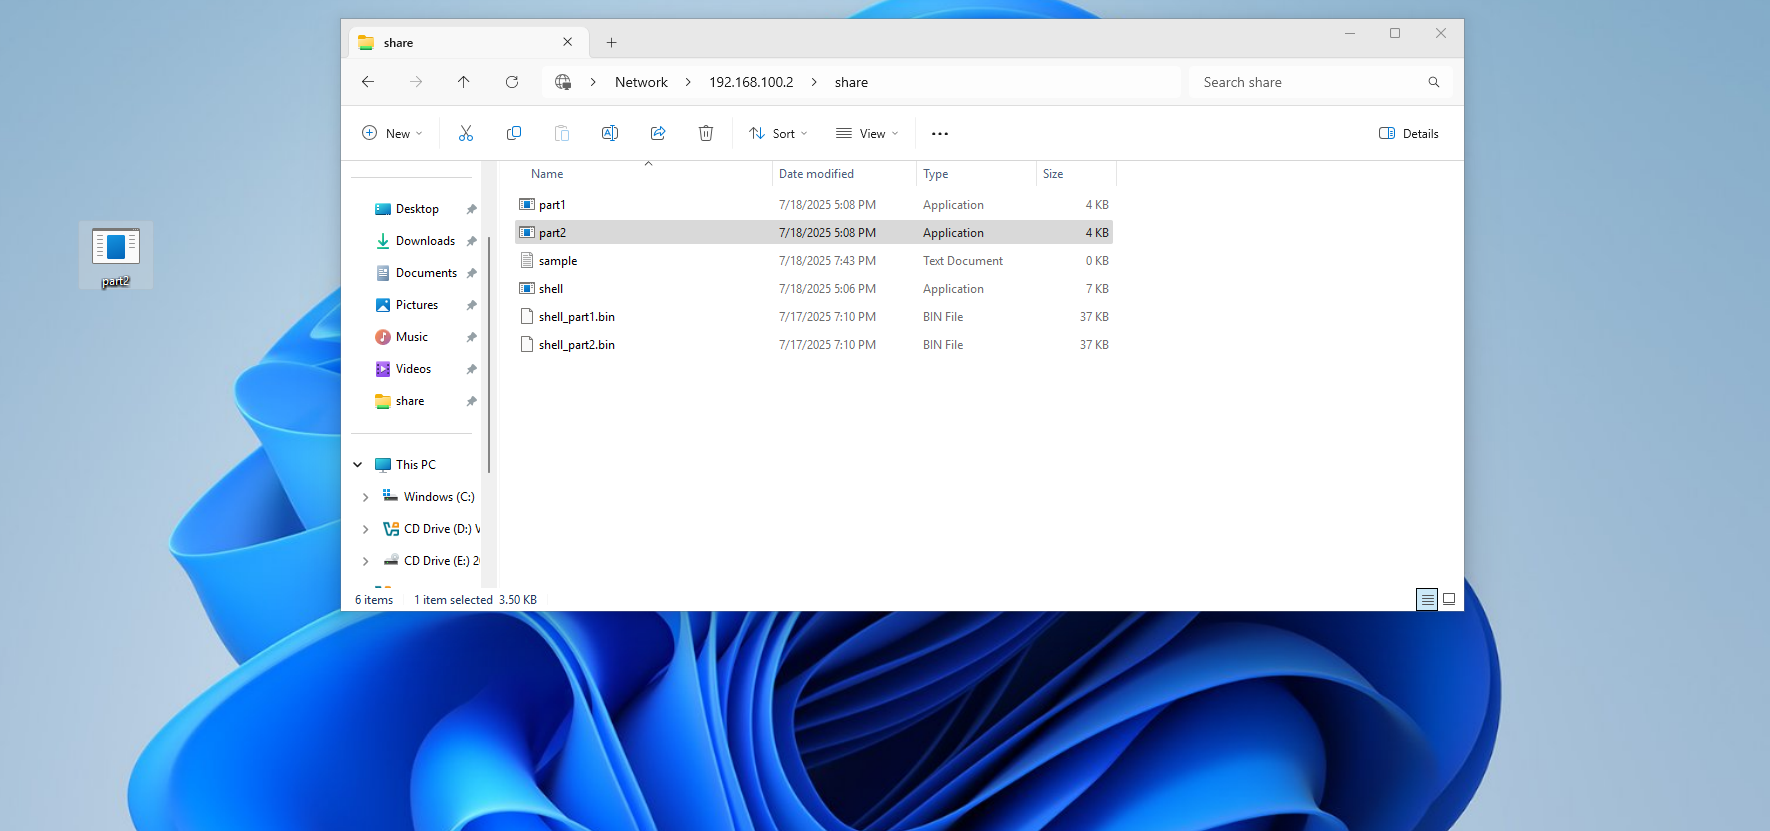 share
Network
192.168.100.2
share
Search share
New
Sort
View
Details
Name
Date modified
Type
Size
Desktop
Downloads
Documents
Pictures
Music
Videos
share
This PC
Windows (C:)
CD Drive (D:) V
CD Drive (E:) 2
part1 7/18/2025 5:08 PM Application 4 KB
part2 7/18/2025 5:08 PM Application 4 KB
sample 7/18/2025 7:43 PM Text Document 0 KB
shell 7/18/2025 5:06 PM Application 7 KB
shell_part1.bin 7/17/2025 7:10 PM BIN File 37 KB
shell_part2.bin 7/17/2025 7:10 PM BIN File 37 KB
6 items 1 item selected 3.50 KB
part2